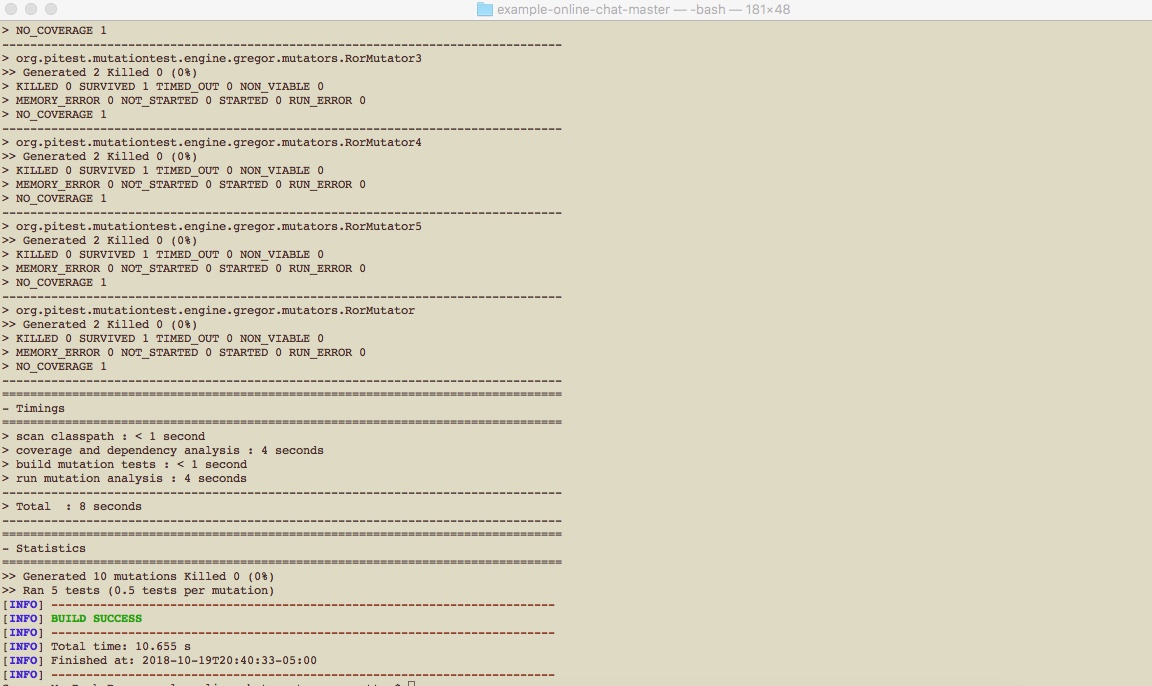 example-online-chat-master — -bash — 181×48
> NO_COVERAGE 1
--------------------------------------------------------------------------------
> org.pitest.mutationtest.engine.gregor.mutators.RorMutator3
>> Generated 2 Killed 0 (0%)
> KILLED 0 SURVIVED 1 TIMED_OUT 0 NON_VIABLE 0
> MEMORY_ERROR 0 NOT_STARTED 0 STARTED 0 RUN_ERROR 0
> NO_COVERAGE 1
--------------------------------------------------------------------------------
> org.pitest.mutationtest.engine.gregor.mutators.RorMutator4
>> Generated 2 Killed 0 (0%)
> KILLED 0 SURVIVED 1 TIMED_OUT 0 NON_VIABLE 0
> MEMORY_ERROR 0 NOT_STARTED 0 STARTED 0 RUN_ERROR 0
> NO_COVERAGE 1
--------------------------------------------------------------------------------
> org.pitest.mutationtest.engine.gregor.mutators.RorMutator5
>> Generated 2 Killed 0 (0%)
> KILLED 0 SURVIVED 1 TIMED_OUT 0 NON_VIABLE 0
> MEMORY_ERROR 0 NOT_STARTED 0 STARTED 0 RUN_ERROR 0
> NO_COVERAGE 1
--------------------------------------------------------------------------------
> org.pitest.mutationtest.engine.gregor.mutators.RorMutator
>> Generated 2 Killed 0 (0%)
> KILLED 0 SURVIVED 1 TIMED_OUT 0 NON_VIABLE 0
> MEMORY_ERROR 0 NOT_STARTED 0 STARTED 0 RUN_ERROR 0
> NO_COVERAGE 1
--------------------------------------------------------------------------------
================================================================================
- Timings
================================================================================
> scan classpath : < 1 second
> coverage and dependency analysis : 4 seconds
> build mutation tests : < 1 second
> run mutation analysis : 4 seconds
--------------------------------------------------------------------------------
> Total  : 8 seconds
--------------------------------------------------------------------------------
================================================================================
- Statistics
================================================================================
>> Generated 10 mutations Killed 0 (0%)
>> Ran 5 tests (0.5 tests per mutation)
[INFO] ------------------------------------------------------------------------
[INFO] BUILD SUCCESS
[INFO] ------------------------------------------------------------------------
[INFO] Total time: 10.655 s
[INFO] Finished at: 2018-10-19T20:40:33-05:00
[INFO] ------------------------------------------------------------------------